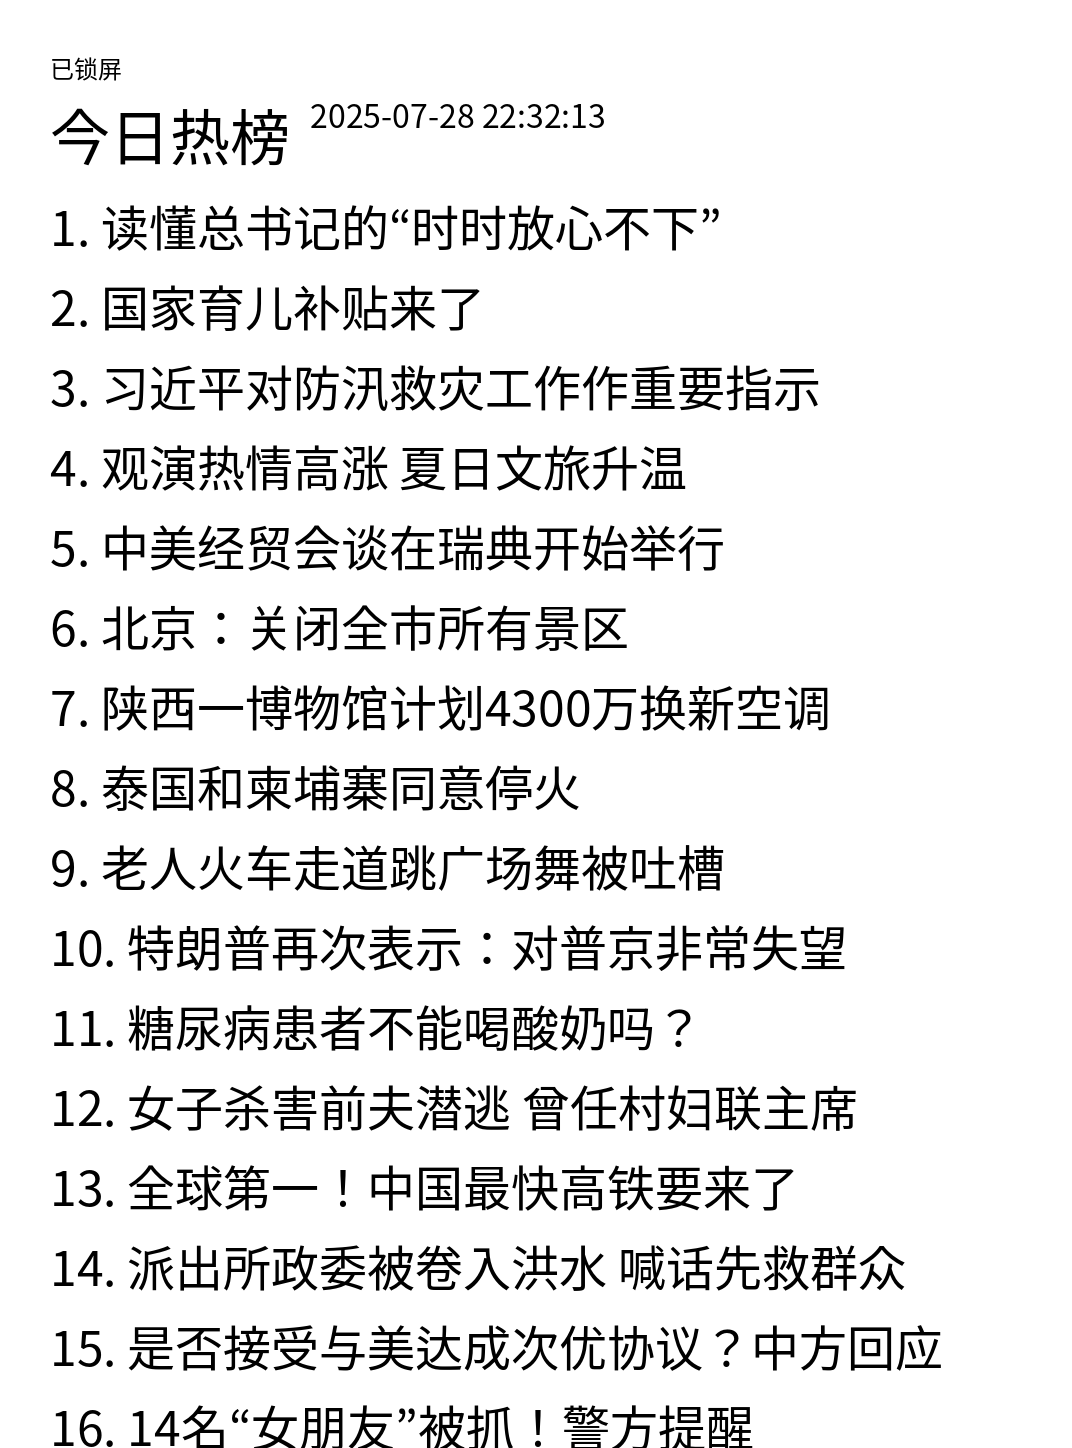 已锁屏
今日热榜 2025-07-28 22:32:13
1. 读懂总书记的“时时放心不下”
2. 国家育儿补贴来了
3. 习近平对防汛救灾工作作重要指示
4. 观演热情高涨 夏日文旅升温
5. 中美经贸会谈在瑞典开始举行
6. 北京：关闭全市所有景区
7. 陕西一博物馆计划4300万换新空调
8. 泰国和柬埔寨同意停火
9. 老人火车走道跳广场舞被吐槽
10. 特朗普再次表示：对普京非常失望
11. 糖尿病患者不能喝酸奶吗？
12. 女子杀害前夫潜逃 曾任村妇联主席
13. 全球第一！中国最快高铁要来了
14. 派出所政委被卷入洪水 喊话先救群众
15. 是否接受与美达成次优协议？中方回应
16. 14名“女朋友”被抓！警方提醒